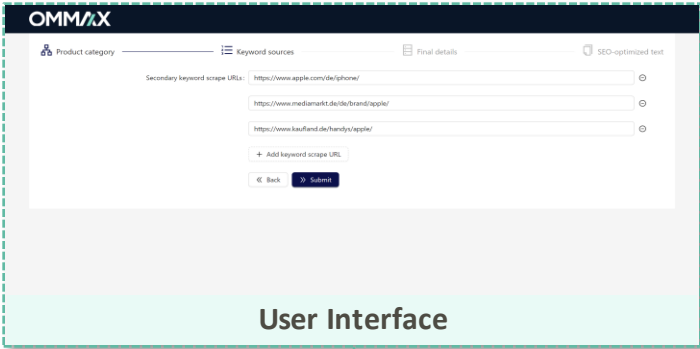 OMMAX
Product category
Keyword sources
Final details
SEO-optimized text
Secondary keyword scrape URLs: https://www.apple.com/de/iphone/
https://www.mediamarkt.de/de/brand/apple/
https://www.kaufland.de/handys/apple/
+ Add keyword scrape URL
« Back » Submit
User Interface